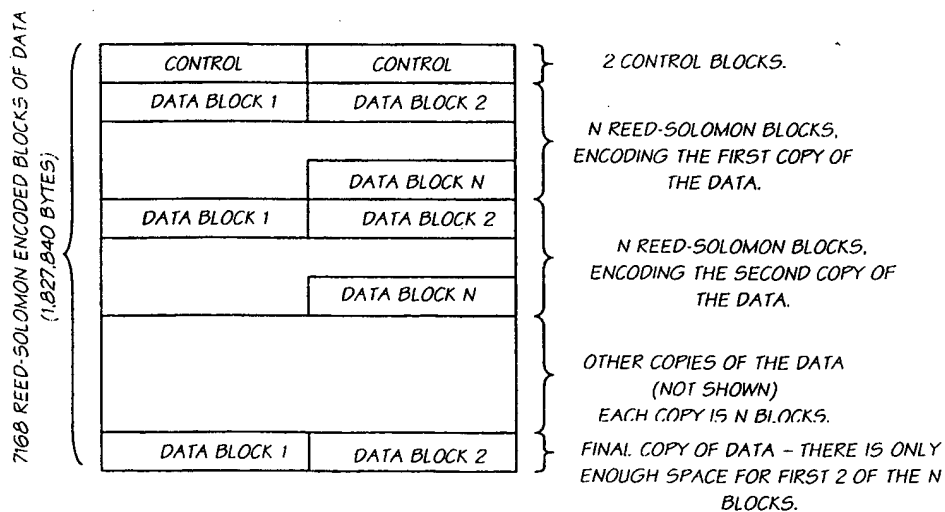 7168 REED-SOLOMON ENCODED BLOCKS OF DATA
(1,827,840 BYTES)
CONTROL CONTROL
2 CONTROL BLOCKS.
DATA BLOCK 1 DATA BLOCK 2
DATA BLOCK N
N REED-SOLOMON BLOCKS,
ENCODING THE FIRST COPY OF
THE DATA.
DATA BLOCK 1 DATA BLOCK 2
DATA BLOCK N
N REED-SOLOMON BLOCKS,
ENCODING THE SECOND COPY OF
THE DATA.
OTHER COPIES OF THE DATA
(NOT SHOWN)
EACH COPY IS N BLOCKS.
DATA BLOCK 1 DATA BLOCK 2
FINAL COPY OF DATA – THERE IS ONLY
ENOUGH SPACE FOR FIRST 2 OF THE N
BLOCKS.